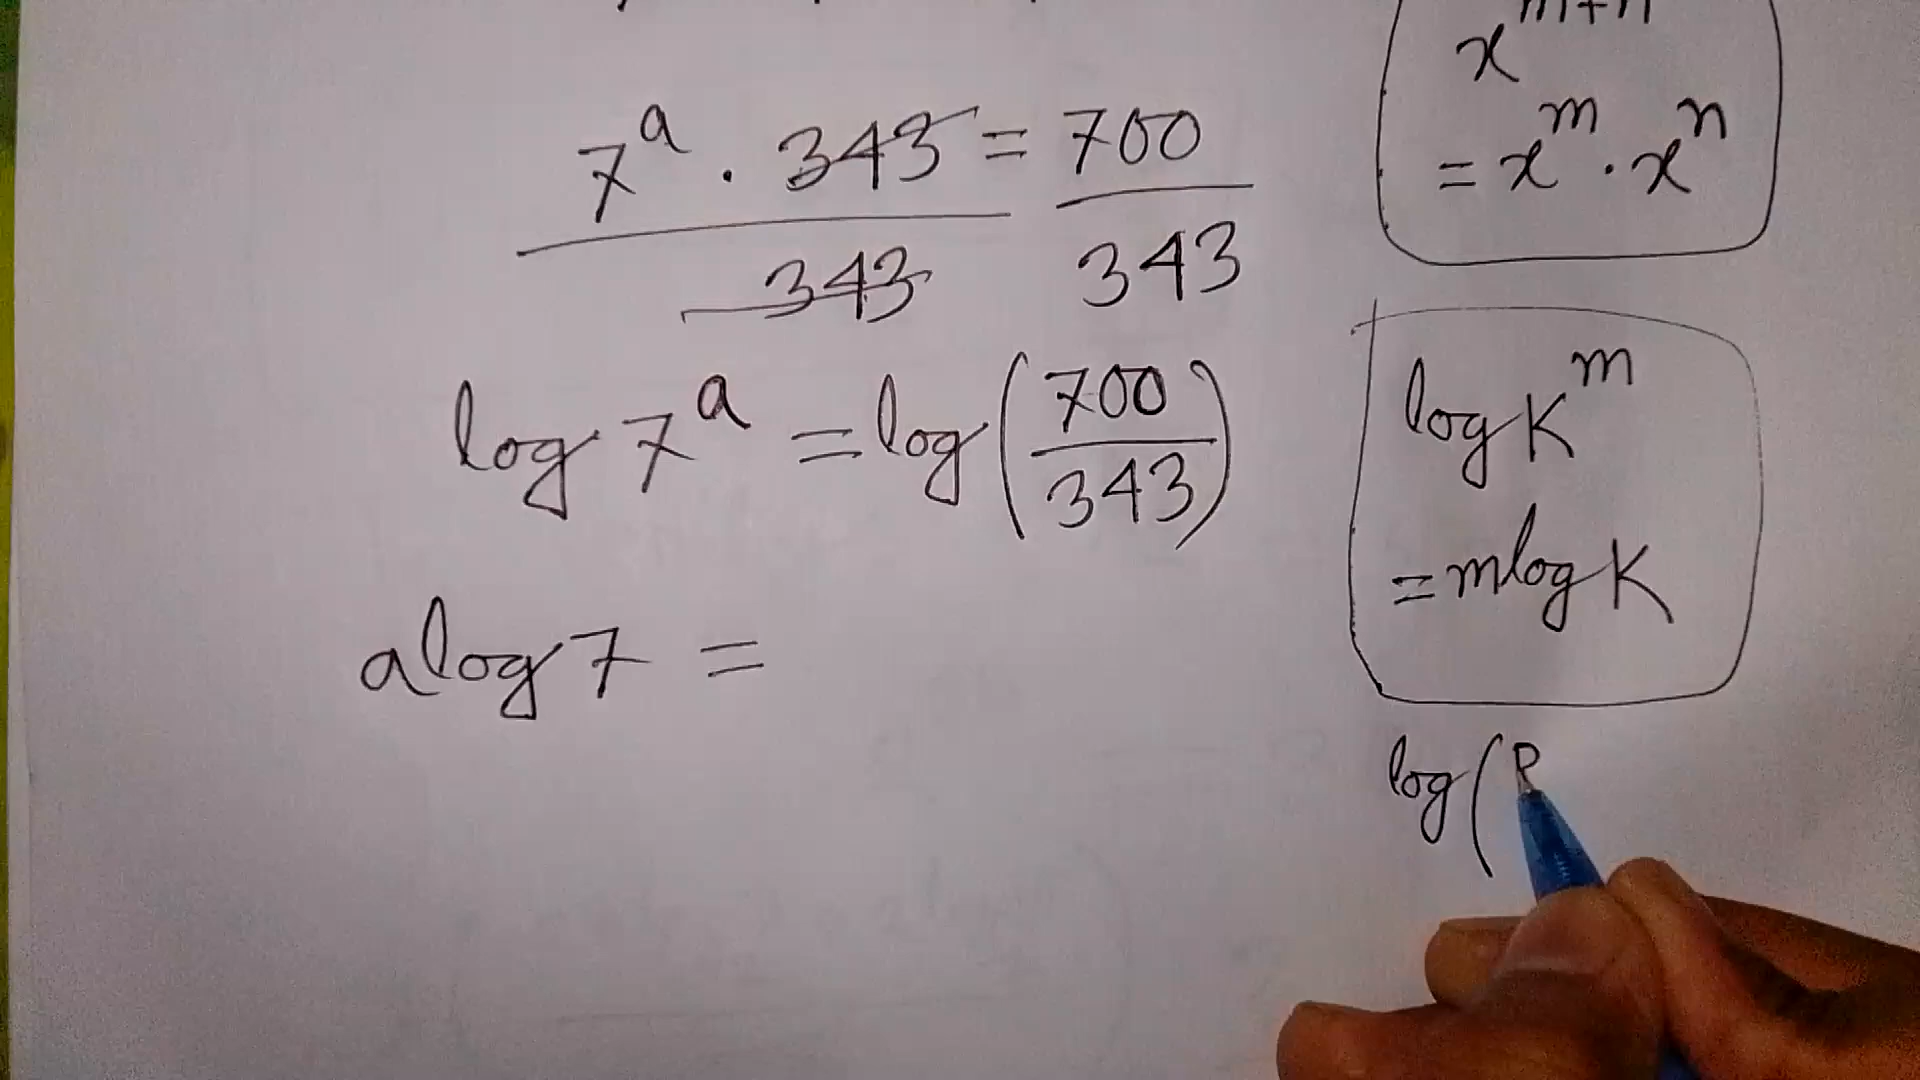 7^a . 343 = 700
343 343
log 7^a = log(700/343)
a log 7 =
x^m+n
= x^m . x^n
log K^m
= m log K
log(P